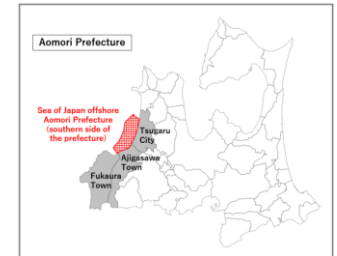 Aomori Prefecture
Sea of Japan offshore
Aomori Prefecture
(southern side of
the prefecture)
Tsugaru
City
Ajigasawa
Town
Fukaura
Town